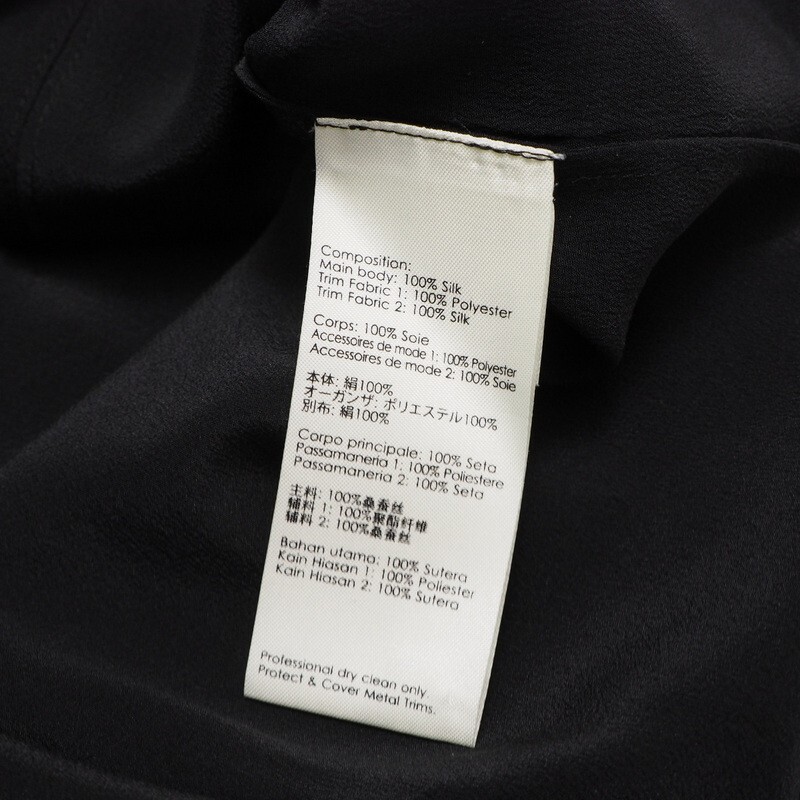 Composition:
Main body: 100% Silk
Trim Fabric 1: 100% Polyester
Trim Fabric 2: 100% Silk
Corps: 100% Soie
Accessoires de mode 1: 100% Polyester
Accessoires de mode 2: 100% Soie
本体: 絹100%
オーガンザ: ポリエステル100%
別布: 絹100%
Corpo principale: 100% Seta
Passamaneria 1: 100% Poliestere
Passamaneria 2: 100% Seta
主料: 100%桑蚕丝
辅料 1: 100%聚酯纤维
辅料 2: 100%桑蚕丝
Bahan utama: 100% Sutera
Kain Hiasan 1: 100% Poliester
Kain Hiasan 2: 100% Sutera
Professional dry clean only.
Protect & Cover Metal Trims.